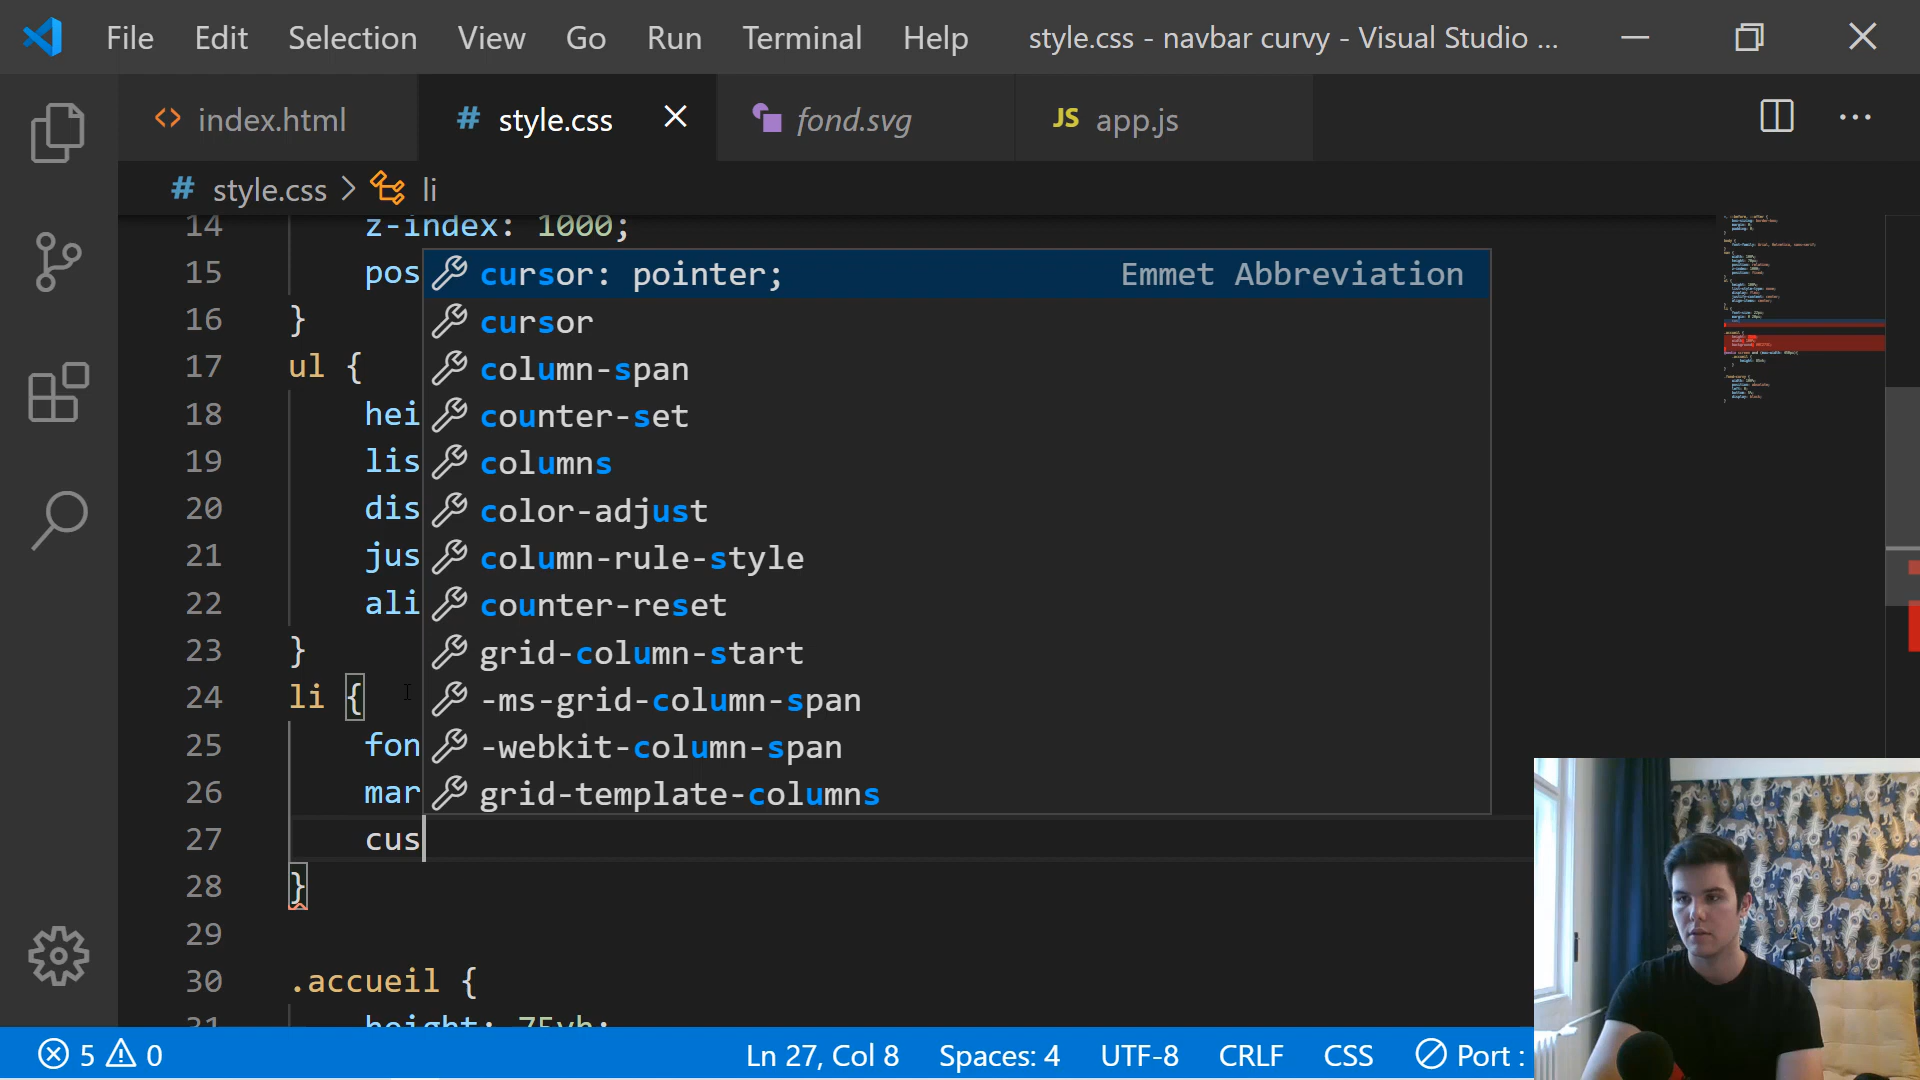 File Edit Selection View Go Run Terminal Help style.css - navbar curvy - Visual Studio ...
<> index.html # style.css fond.svg JS app.js
# style.css > li
14 z-index: 1000;
15 pos
16 }
17 ul {
18 hei
19 lis
20 dis
21 jus
22 ali
23 }
24 li {
25 fon
26 mar
27 cus
28 }
29
30 .accueil {
31 height: 75vh;
cursor: pointer; Emmet Abbreviation
cursor
column-span
counter-set
columns
color-adjust
column-rule-style
counter-reset
grid-column-start
-ms-grid-column-span
-webkit-column-span
grid-template-columns
5 0 Ln 27, Col 8 Spaces: 4 UTF-8 CRLF CSS Port :